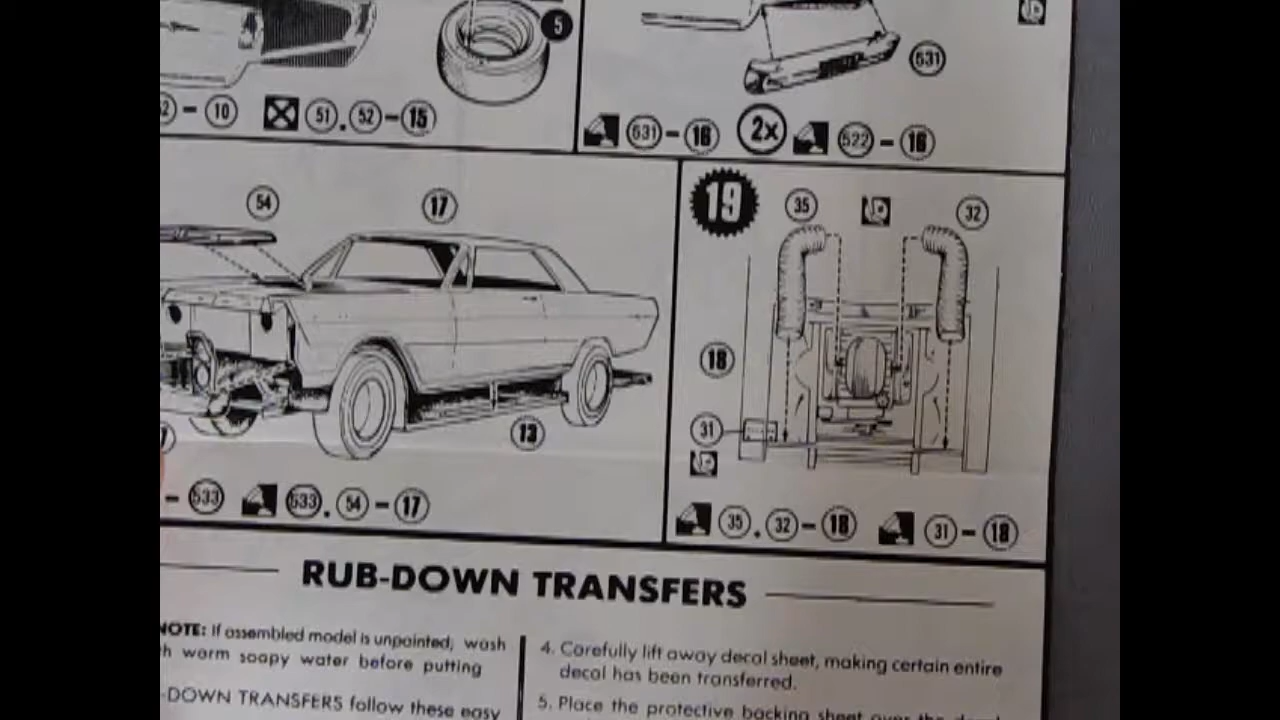 5
531
10
51. 52-15
531-16
2x
522-16
54
17
19
35
32
18
31
13
-533
533. 54-17
35. 32-18
31-18
RUB-DOWN TRANSFERS
NOTE: If assembled model is unpainted, wash
warm soapy water before putting
-DOWN TRANSFERS follow these easy
4. Carefully lift away decal sheet, making certain entire
decal has been transferred.
5. Place the protective backing sheet over the decal